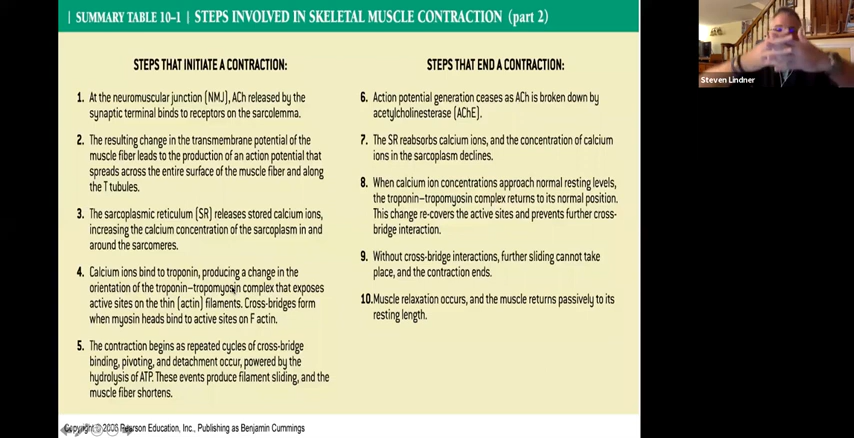 | SUMMARY TABLE 10–1 | STEPS INVOLVED IN SKELETAL MUSCLE CONTRACTION (part 2)
STEPS THAT INITIATE A CONTRACTION:
1. At the neuromuscular junction (NMJ), ACh released by the
synaptic terminal binds to receptors on the sarcolemma.
2. The resulting change in the transmembrane potential of the
muscle fiber leads to the production of an action potential that
spreads across the entire surface of the muscle fiber and along
the T tubules.
3. The sarcoplasmic reticulum (SR) releases stored calcium ions,
increasing the calcium concentration of the sarcoplasm in and
around the sarcomeres.
4. Calcium ions bind to troponin, producing a change in the
orientation of the troponin–tropomyosin complex that exposes
active sites on the thin (actin) filaments. Cross-bridges form
when myosin heads bind to active sites on F actin.
5. The contraction begins as repeated cycles of cross-bridge
binding, pivoting, and detachment occur, powered by the
hydrolysis of ATP. These events produce filament sliding, and the
muscle fiber shortens.
STEPS THAT END A CONTRACTION:
6. Action potential generation ceases as ACh is broken down by
acetylcholinesterase (AChE).
7. The SR reabsorbs calcium ions, and the concentration of calcium
ions in the sarcoplasm declines.
8. When calcium ion concentrations approach normal resting levels,
the troponin–tropomyosin complex returns to its normal position.
This change re-covers the active sites and prevents further cross-
bridge interaction.
9. Without cross-bridge interactions, further sliding cannot take
place, and the contraction ends.
10. Muscle relaxation occurs, and the muscle returns passively to its
resting length.
Copyright © 2006 Pearson Education, Inc., Publishing as Benjamin Cummings
Steven Lindner